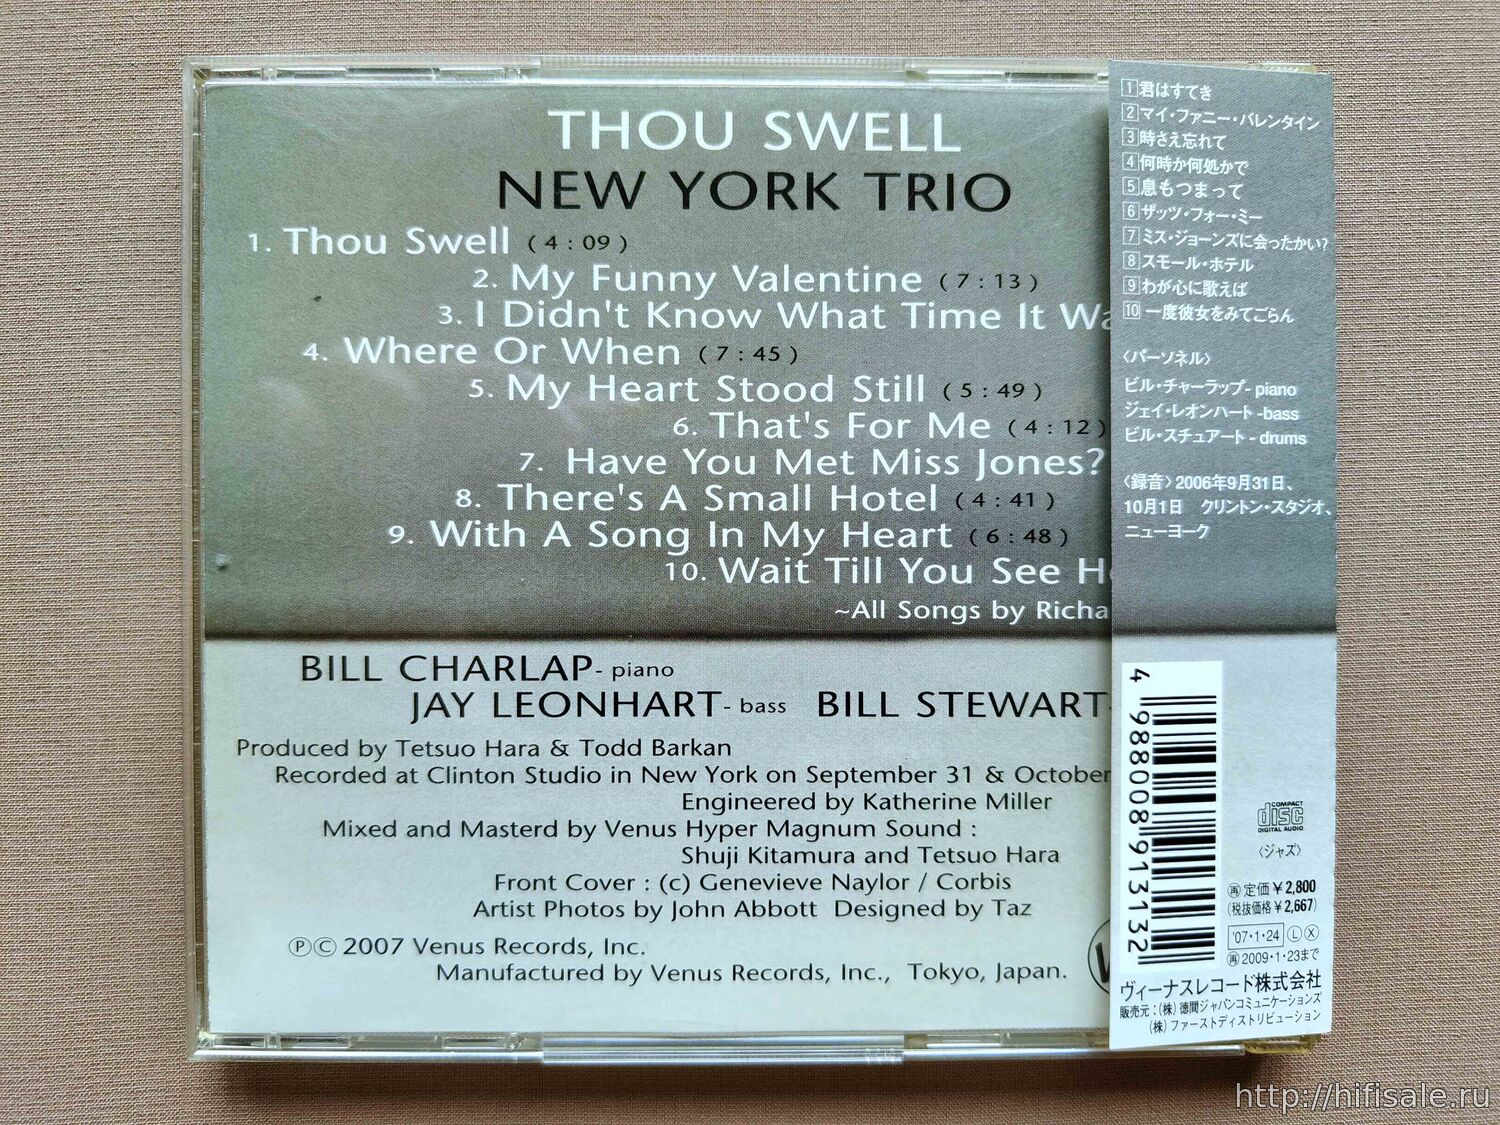 THOU SWELL
NEW YORK TRIO
1. Thou Swell ( 4 : 09 )
2. My Funny Valentine ( 7 : 13 )
3. I Didn't Know What Time It Wa
4. Where Or When ( 7 : 45 )
5. My Heart Stood Still ( 5 : 49 )
6. That's For Me ( 4 : 12 )
7. Have You Met Miss Jones?
8. There's A Small Hotel ( 4 : 41 )
9. With A Song In My Heart ( 6 : 48 )
10. Wait Till You See He
~All Songs by Richa
BILL CHARLAP- piano
JAY LEONHART- bass BILL STEWART-
Produced by Tetsuo Hara & Todd Barkan
Recorded at Clinton Studio in New York on September 31 & October
Engineered by Katherine Miller
Mixed and Masterd by Venus Hyper Magnum Sound :
Shuji Kitamura and Tetsuo Hara
Front Cover : (c) Genevieve Naylor / Corbis
Artist Photos by John Abbott Designed by Taz
ⓅⒸ 2007 Venus Records, Inc.
Manufactured by Venus Records, Inc., Tokyo, Japan.
1 君はすてき
2 マイ・ファニー・バレンタイン
3 時さえ忘れて
4 何時か何処かで
5 息もつまって
6 ザッツ・フォー・ミー
7 ミス・ジョーンズに会ったかい?
8 スモール・ホテル
9 わが心に歌えば
10 一度彼女をみてごらん
〈パーソネル〉
ビル・チャーラップ- piano
ジェイ・レオンハート -bass
ビル・スチュアート - drums
〈録音〉2006年9月31日、
10月1日 クリントン・スタジオ、
ニューヨーク
4 988008 913132
COMPACT
disc
DIGITAL AUDIO
〈ジャズ〉
再 定価￥2,800
(税抜価格￥2,667)
'07・1・24 Ⓛ Ⓧ
再 2009・1・23まで
ヴィーナスレコード株式会社
販売元：(株) 徳間ジャパンコミュニケーションズ
(株) ファーストディストリビューション
http://hifisale.ru